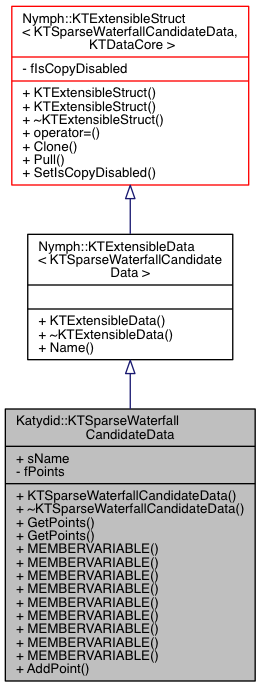 Nymph::KTExtensibleStruct
< KTSparseWaterfallCandidateData,
KTDataCore >
- fIsCopyDisabled
+ KTExtensibleStruct()
+ KTExtensibleStruct()
+ ~KTExtensibleStruct()
+ operator=()
+ Clone()
+ Pull()
+ SetIsCopyDisabled()
Nymph::KTExtensibleData
< KTSparseWaterfallCandidate
Data >
+ KTExtensibleData()
+ ~KTExtensibleData()
+ Name()
Katydid::KTSparseWaterfall
CandidateData
+ sName
- fPoints
+ KTSparseWaterfallCandidateData()
+ ~KTSparseWaterfallCandidateData()
+ GetPoints()
+ GetPoints()
+ MEMBERVARIABLE()
+ MEMBERVARIABLE()
+ MEMBERVARIABLE()
+ MEMBERVARIABLE()
+ MEMBERVARIABLE()
+ MEMBERVARIABLE()
+ MEMBERVARIABLE()
+ MEMBERVARIABLE()
+ MEMBERVARIABLE()
+ AddPoint()